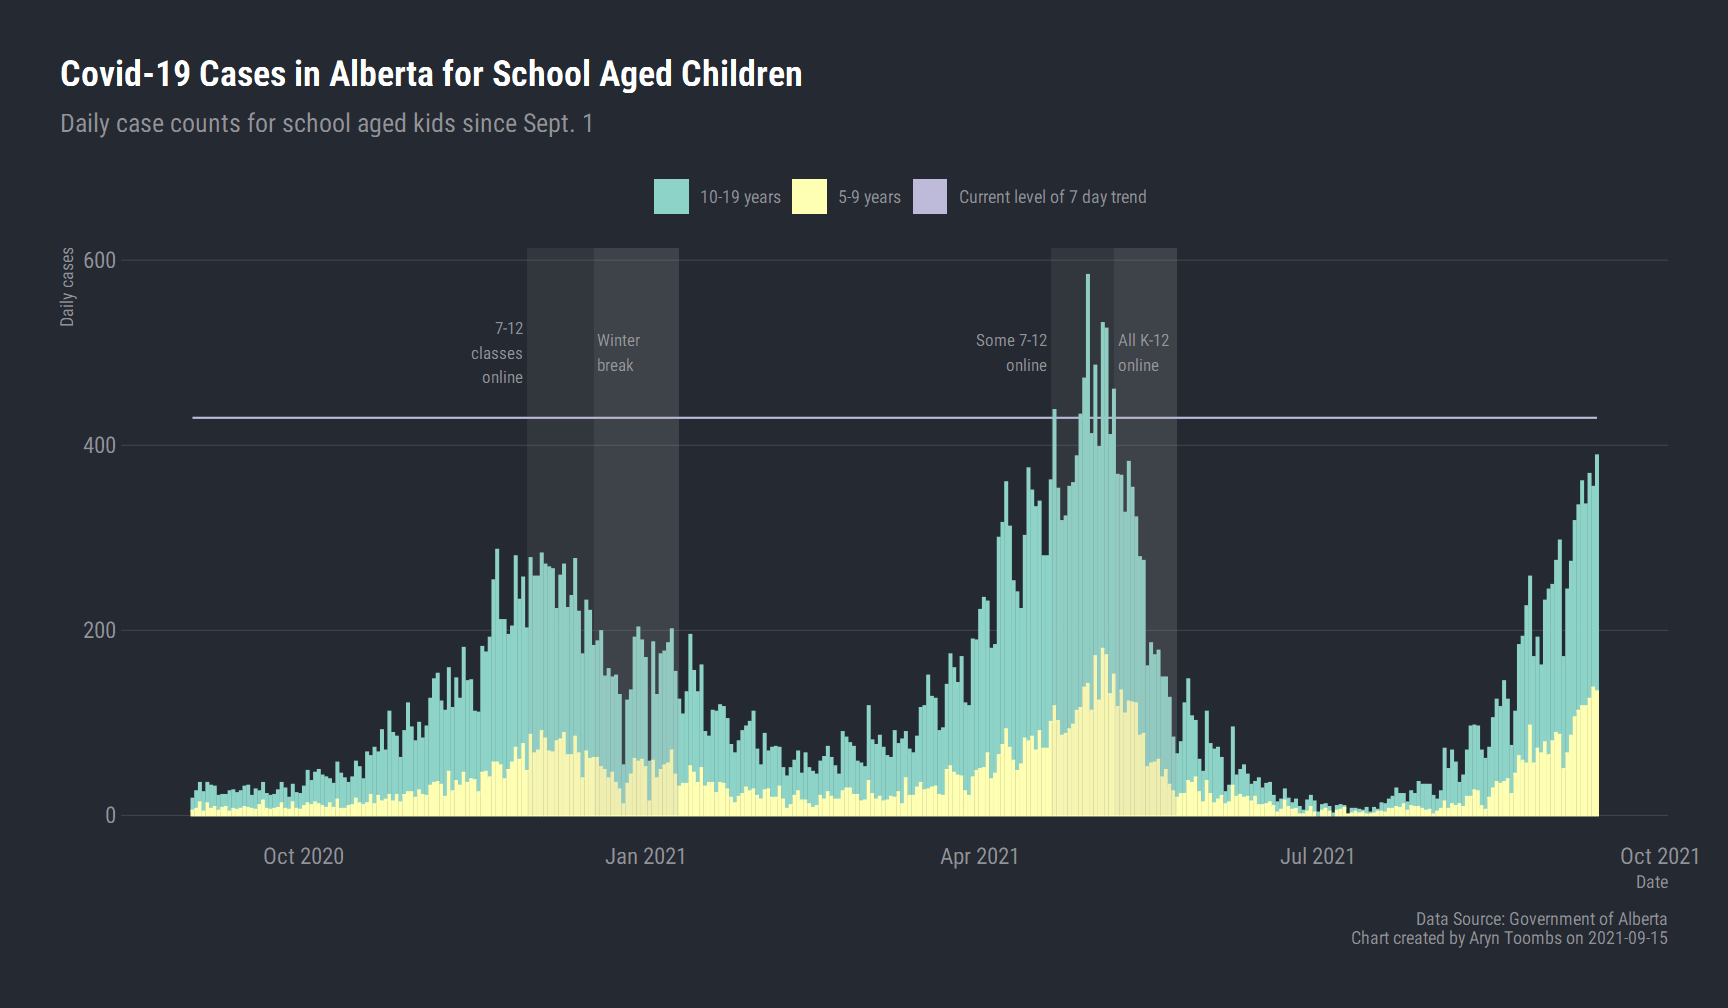 Covid-19 Cases in Alberta for School Aged Children
Daily case counts for school aged kids since Sept. 1
10-19 years
5-9 years
Current level of 7 day trend
Daily cases
600
400
200
0
7-12
classes
online
Winter
break
Some 7-12
online
All K-12
online
Oct 2020
Jan 2021
Apr 2021
Jul 2021
Oct 2021
Date
Data Source: Government of Alberta
Chart created by Aryn Toombs on 2021-09-15